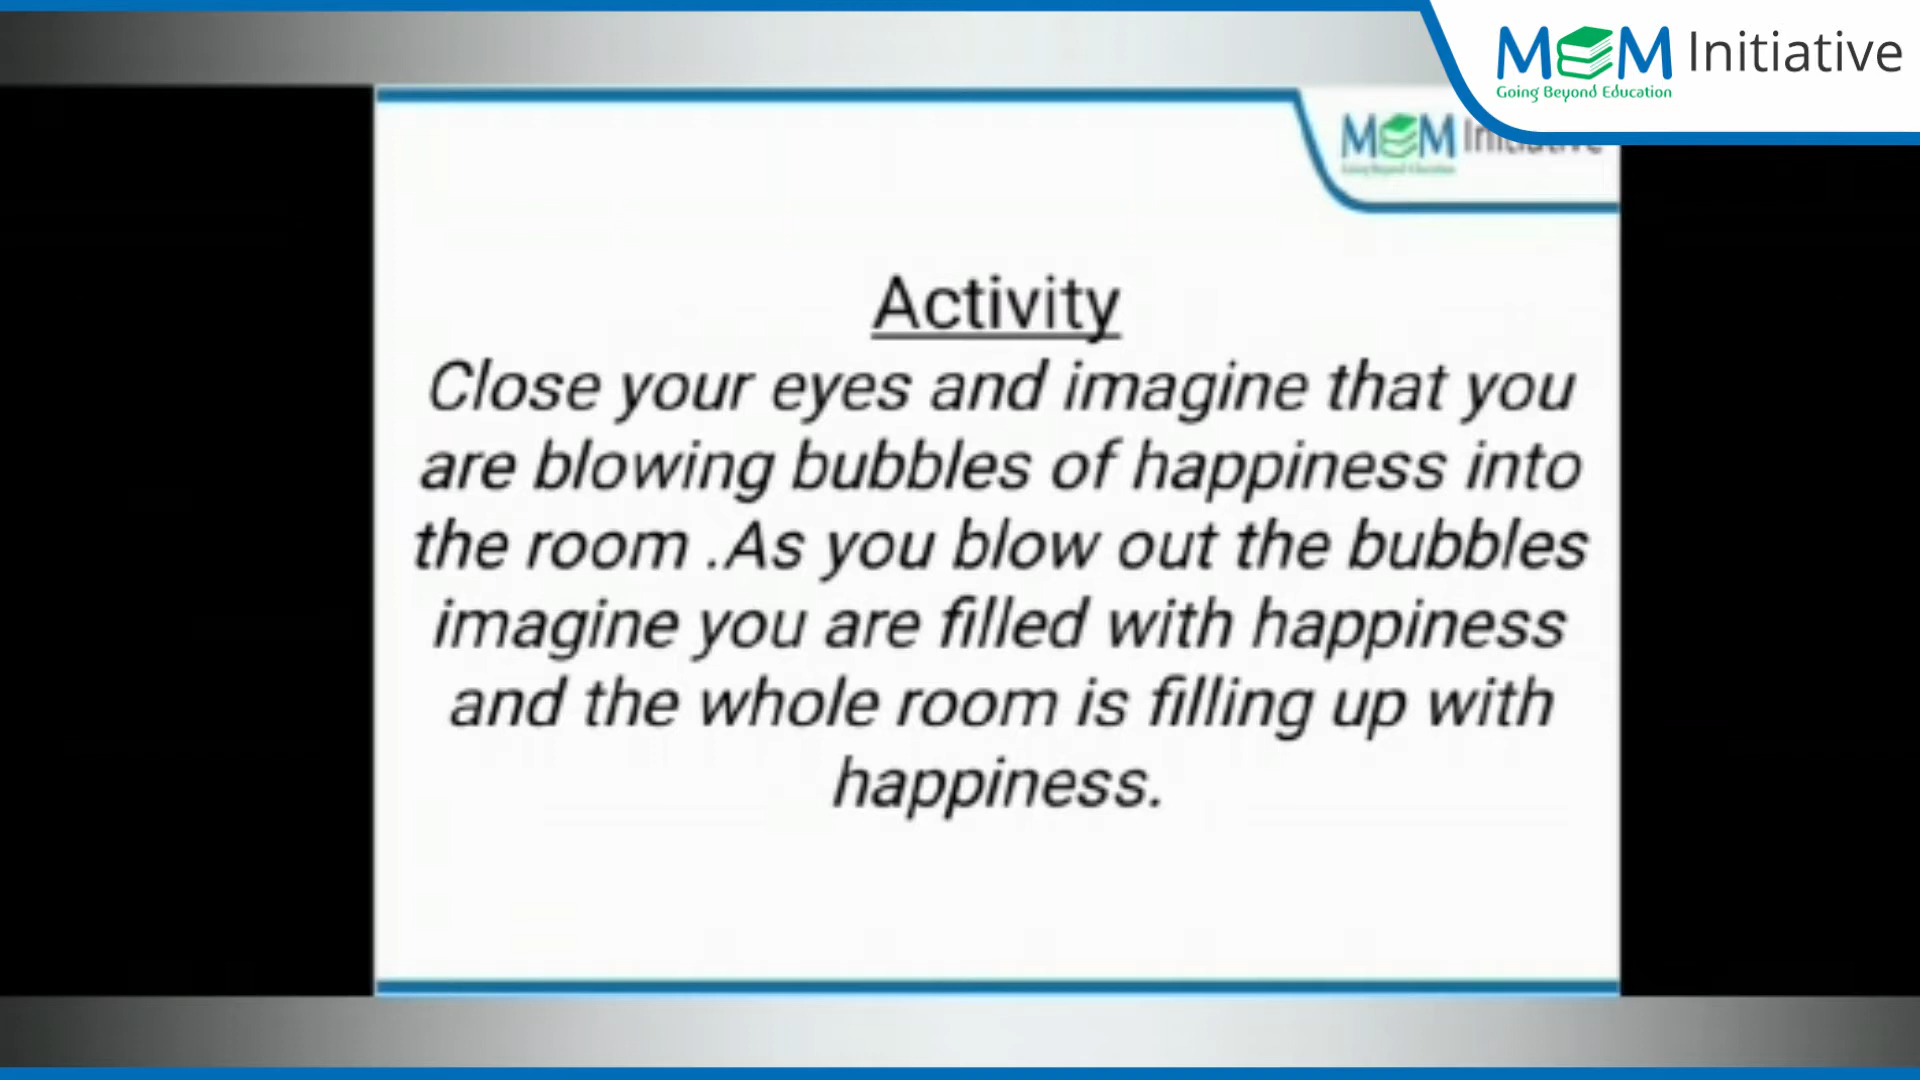 MEM Initiative
Going Beyond Education
MEM
Activity
Close your eyes and imagine that you
are blowing bubbles of happiness into
the room .As you blow out the bubbles
imagine you are filled with happiness
and the whole room is filling up with
happiness.